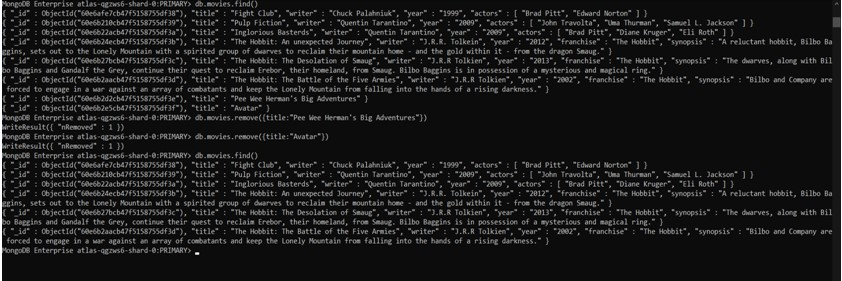 MongoDB Enterprise atlas-qgzws6-shard-0:PRIMARY> db.movies.find()
{ "_id" : ObjectId("60e6afe7cb47f5158755df38"), "title" : "Fight Club", "writer" : "Chuck Palahniuk", "year" : "1999", "actors" : [ "Brad Pitt", "Edward Norton" ] }
{ "_id" : ObjectId("60e6b210cb47f5158755df39"), "title" : "Pulp Fiction", "writer" : "Quentin Tarantino", "year" : "2009", "actors" : [ "John Travolta", "Uma Thurman", "Samuel L. Jackson" ] }
{ "_id" : ObjectId("60e6b22acb47f5158755df3a"), "title" : "Inglorious Basterds", "writer" : "Quentin Tarantino", "year" : "2009", "actors" : [ "Brad Pitt", "Diane Kruger", "Eli Roth" ] }
{ "_id" : ObjectId("60e6b24ecb47f5158755df3b"), "title" : "The Hobbit: An unexpected Journey", "writer" : "J.R.R. Tolkein", "year" : "2012", "franchise" : "The Hobbit", "synopsis" : "A reluctant hobbit, Bilbo Ba
ggins, sets out to the Lonely Mountain with a spirited group of dwarves to reclaim their mountain home - and the gold within it - from the dragon Smaug." }
{ "_id" : ObjectId("60e6b27bcb47f5158755df3c"), "title" : "The Hobbit: The Desolation of Smaug", "writer" : "J.R.R Tolkien", "year" : "2013", "franchise" : "The Hobbit", "synopsis" : "The dwarves, along with Bil
bo Baggins and Gandalf the Grey, continue their quest to reclaim Erebor, their homeland, from Smaug. Bilbo Baggins is in possession of a mysterious and magical ring." }
{ "_id" : ObjectId("60e6b2aacb47f5158755df3d"), "title" : "The Hobbit: The Battle of the Five Armies", "writer" : "J.R.R Tolkien", "year" : "2002", "franchise" : "The Hobbit", "synopsis" : "Bilbo and Company are
 forced to engage in a war against an array of combatants and keep the Lonely Mountain from falling into the hands of a rising darkness." }
{ "_id" : ObjectId("60e6b2d2cb47f5158755df3e"), "title" : "Pee Wee Herman's Big Adventures" }
{ "_id" : ObjectId("60e6b2e5cb47f5158755df3f"), "title" : "Avatar" }
MongoDB Enterprise atlas-qgzws6-shard-0:PRIMARY> db.movies.remove({title:"Pee Wee Herman's Big Adventures"})
WriteResult({ "nRemoved" : 1 })
MongoDB Enterprise atlas-qgzws6-shard-0:PRIMARY> db.movies.remove({title:"Avatar"})
WriteResult({ "nRemoved" : 1 })
MongoDB Enterprise atlas-qgzws6-shard-0:PRIMARY> db.movies.find()
{ "_id" : ObjectId("60e6afe7cb47f5158755df38"), "title" : "Fight Club", "writer" : "Chuck Palahniuk", "year" : "1999", "actors" : [ "Brad Pitt", "Edward Norton" ] }
{ "_id" : ObjectId("60e6b210cb47f5158755df39"), "title" : "Pulp Fiction", "writer" : "Quentin Tarantino", "year" : "2009", "actors" : [ "John Travolta", "Uma Thurman", "Samuel L. Jackson" ] }
{ "_id" : ObjectId("60e6b22acb47f5158755df3a"), "title" : "Inglorious Basterds", "writer" : "Quentin Tarantino", "year" : "2009", "actors" : [ "Brad Pitt", "Diane Kruger", "Eli Roth" ] }
{ "_id" : ObjectId("60e6b24ecb47f5158755df3b"), "title" : "The Hobbit: An unexpected Journey", "writer" : "J.R.R. Tolkein", "year" : "2012", "franchise" : "The Hobbit", "synopsis" : "A reluctant hobbit, Bilbo Ba
ggins, sets out to the Lonely Mountain with a spirited group of dwarves to reclaim their mountain home - and the gold within it - from the dragon Smaug." }
{ "_id" : ObjectId("60e6b27bcb47f5158755df3c"), "title" : "The Hobbit: The Desolation of Smaug", "writer" : "J.R.R Tolkien", "year" : "2013", "franchise" : "The Hobbit", "synopsis" : "The dwarves, along with Bil
bo Baggins and Gandalf the Grey, continue their quest to reclaim Erebor, their homeland, from Smaug. Bilbo Baggins is in possession of a mysterious and magical ring." }
{ "_id" : ObjectId("60e6b2aacb47f5158755df3d"), "title" : "The Hobbit: The Battle of the Five Armies", "writer" : "J.R.R Tolkien", "year" : "2002", "franchise" : "The Hobbit", "synopsis" : "Bilbo and Company are
 forced to engage in a war against an array of combatants and keep the Lonely Mountain from falling into the hands of a rising darkness." }
MongoDB Enterprise atlas-qgzws6-shard-0:PRIMARY>